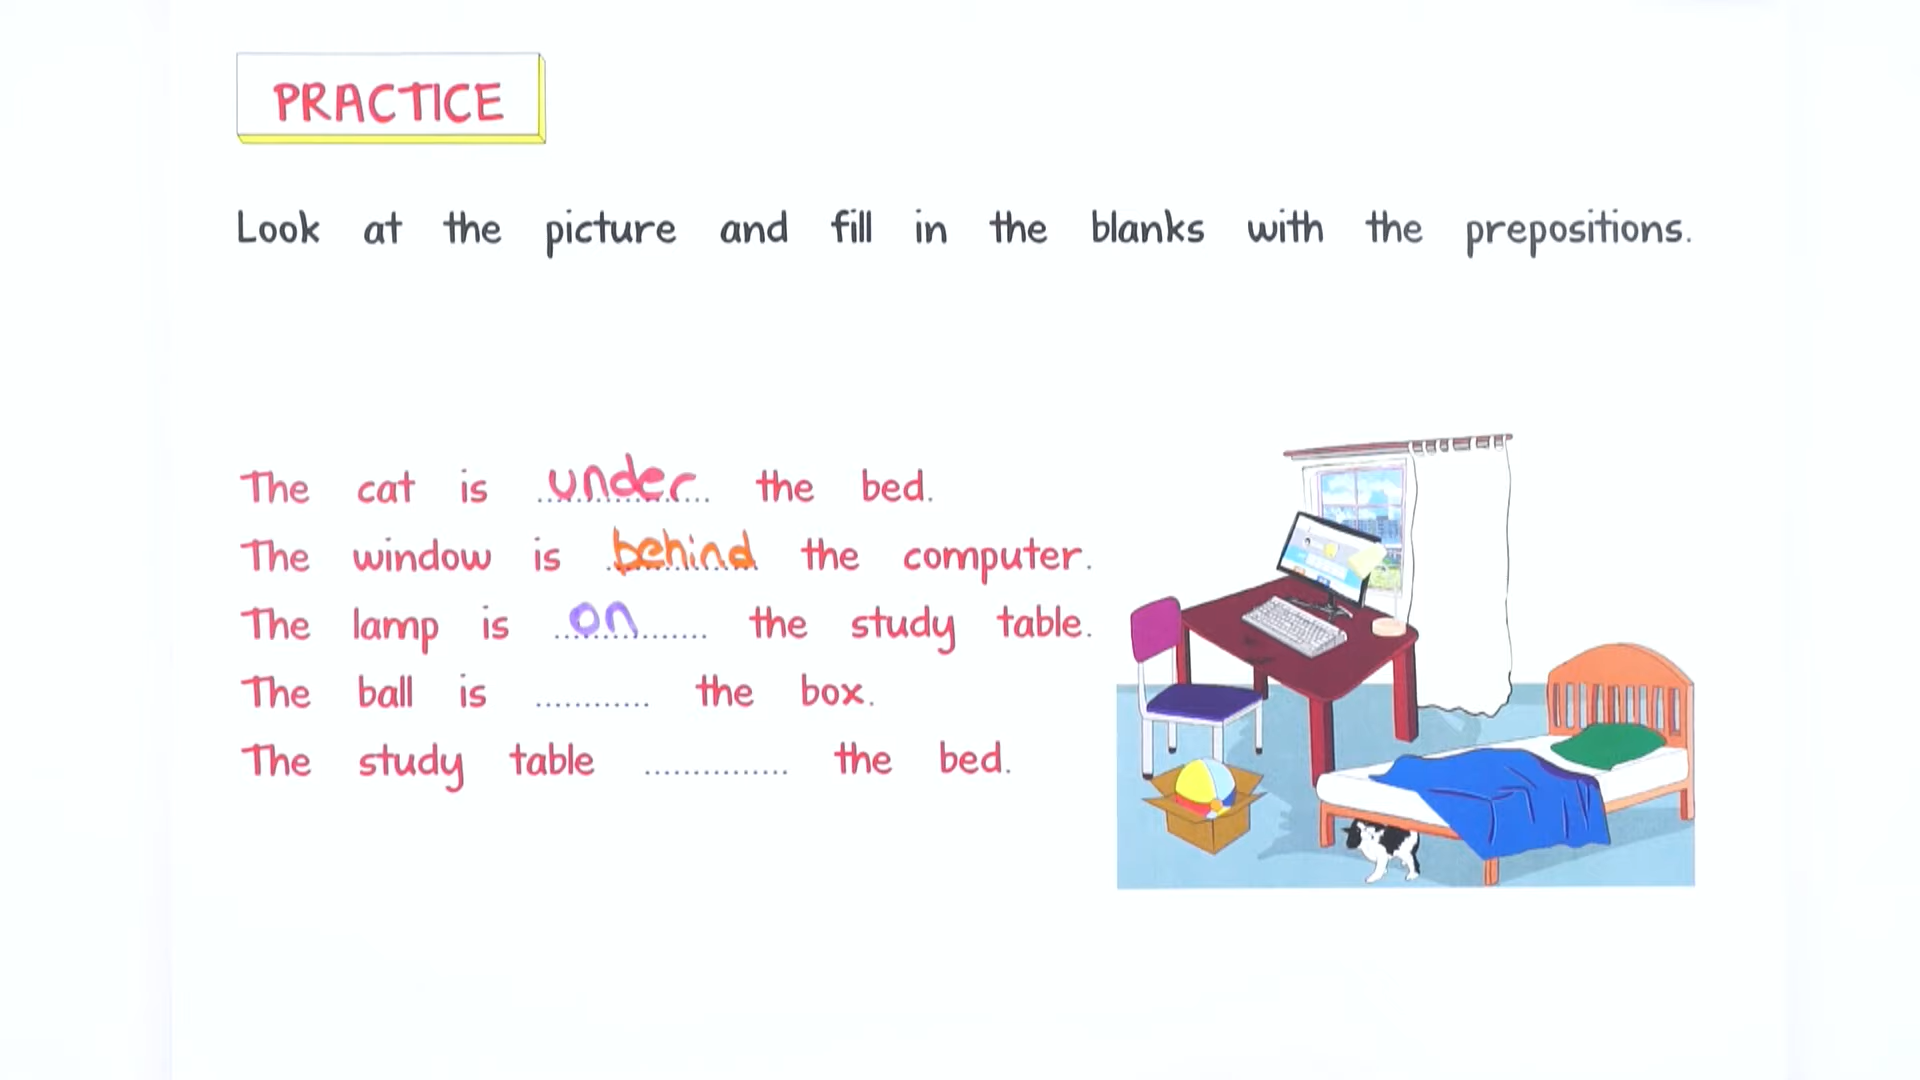 PRACTICE
Look at the picture and fill in the blanks with the prepositions.
The cat is under the bed.
The window is behind the computer.
The lamp is on the study table.
The ball is ............ the box.
The study table ............... the bed.